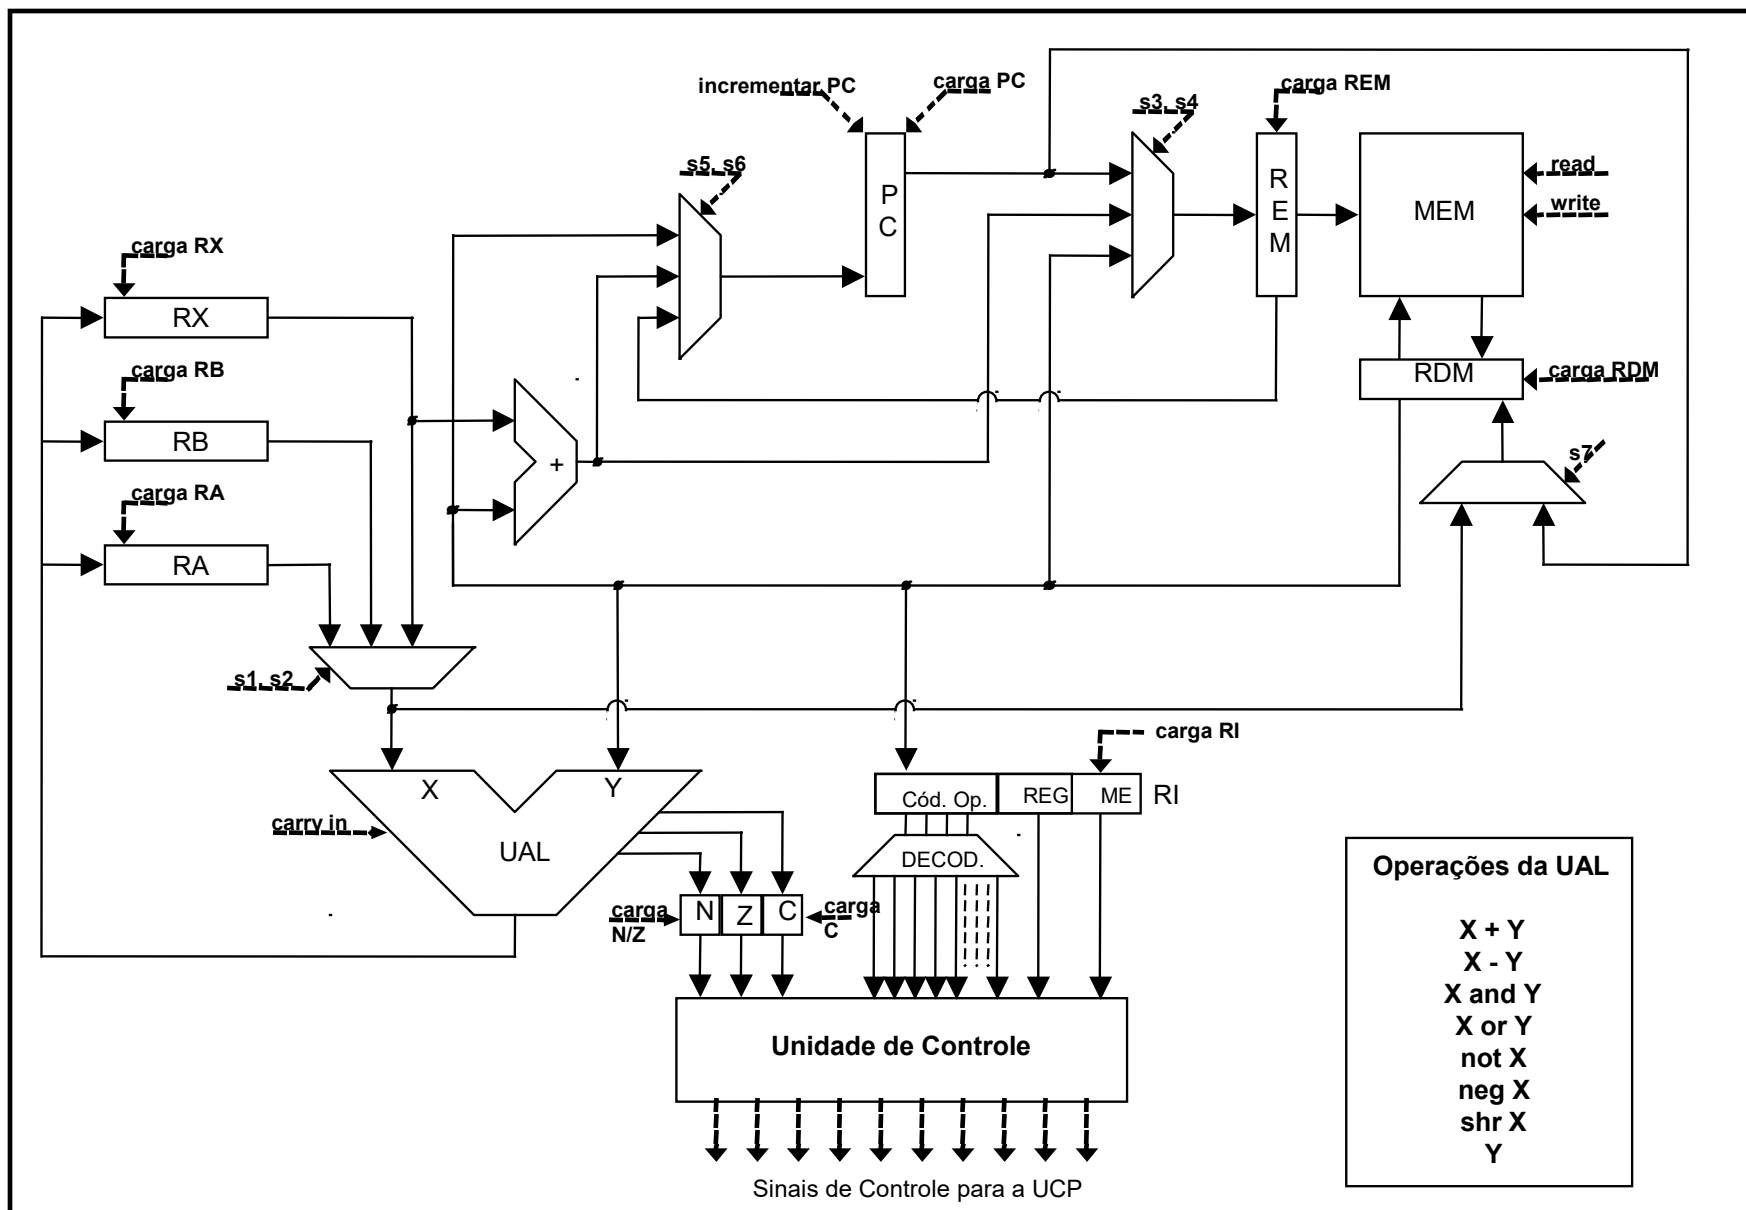 incrementar PC
carga PC
carga REM
s3, s4
s5, s6
P
C
R
E
M
MEM
read
write
carga RX
RX
carga RB
RB
carga RA
RA
RDM
carga RDM
s7
+
s1, s2
carga RI
X
Y
UAL
carry in
Cód. Op.
REG
ME
RI
DECOD.
carga
N/Z
N
Z
C
carga
C
Unidade de Controle
Sinais de Controle para a UCP
Operações da UAL
X + Y
X - Y
X and Y
X or Y
not X
neg X
shr X
Y